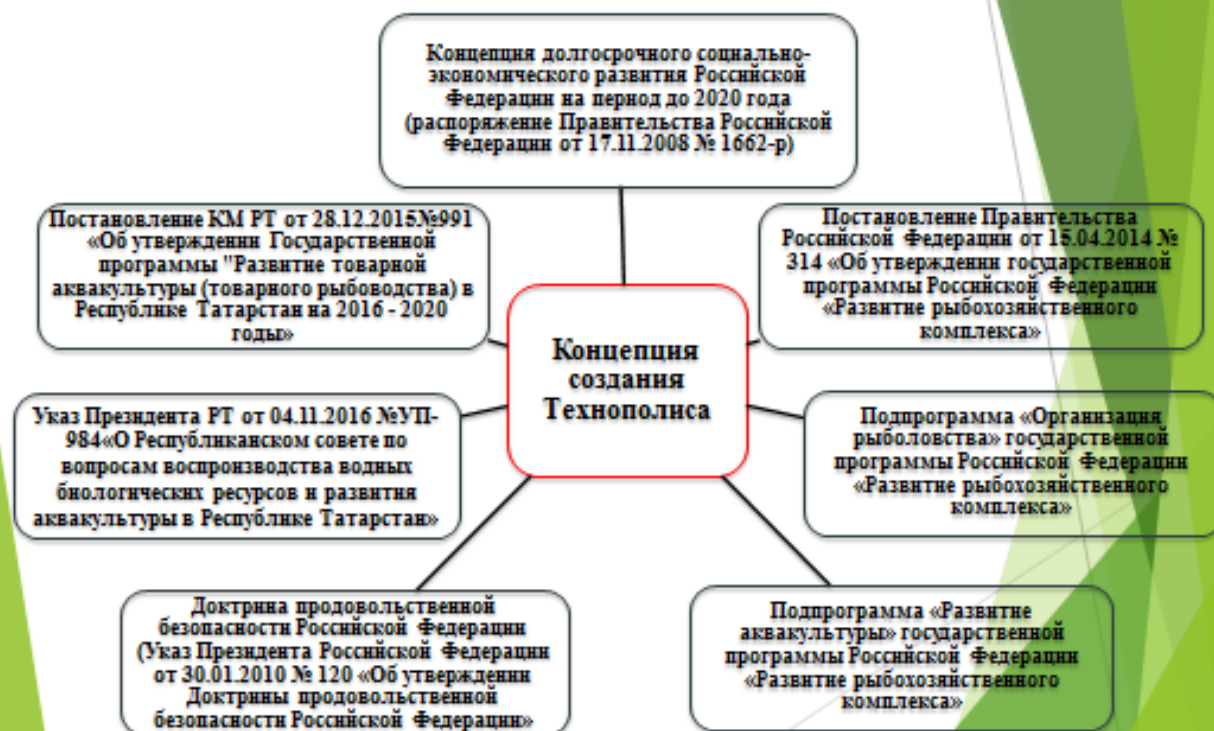 Концепция долгосрочного социально-
экономического развития Российской
Федерации на период до 2020 года
(распоряжение Правительства Российской
Федерации от 17.11.2008 № 1662-р)
Постановление КМ РТ от 28.12.2015№991
«Об утверждении Государственной
программы "Развитие товарной
аквакультуры (товарного рыбоводства) в
Республике Татарстан на 2016 - 2020
годы»
Постановление Правительства
Российской Федерации от 15.04.2014 №
314 «Об утверждении государственной
программы Российской Федерации
«Развитие рыбохозяйственного
комплекса»
Концепция
создания
Технополиса
Указ Президента РТ от 04.11.2016 №УП-
984«О Республиканском совете по
вопросам воспроизводства водных
биологических ресурсов и развития
аквакультуры в Республике Татарстан»
Подпрограмма «Организация
рыболовства» государственной
программы Российской Федерации
«Развитие рыбохозяйственного
комплекса»
Доктрина продовольственной
безопасности Российской Федерации
(Указ Президента Российской Федерации
от 30.01.2010 № 120 «Об утверждении
Доктрины продовольственной
безопасности Российской Федерации»
Подпрограмма «Развитие
аквакультуры» государственной
программы Российской Федерации
«Развитие рыбохозяйственного
комплекса»